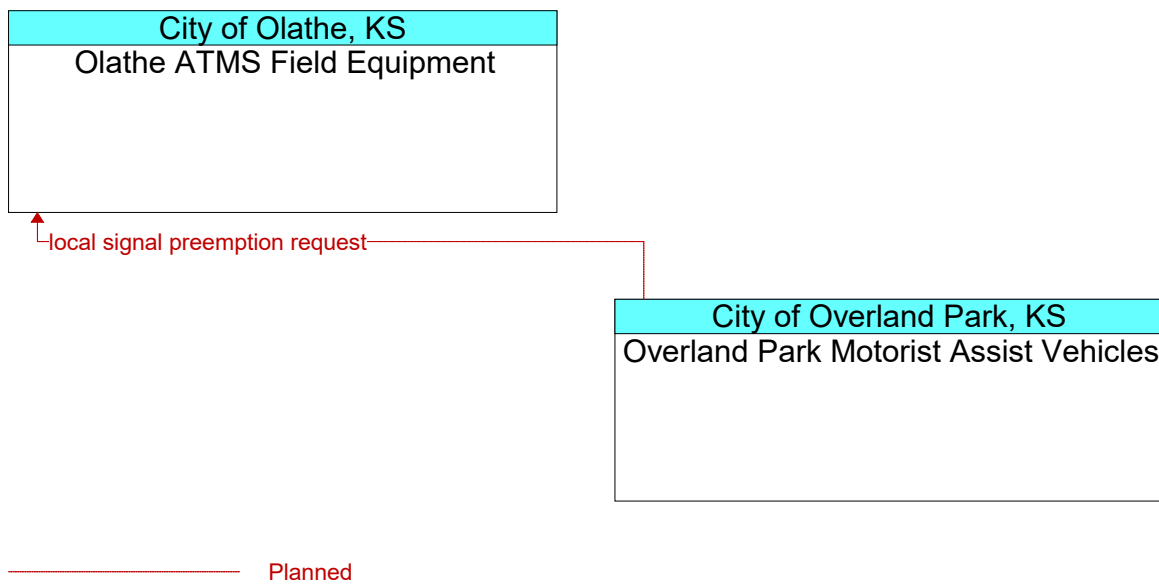 City of Olathe, KS
Olathe ATMS Field Equipment
local signal preemption request
City of Overland Park, KS
Overland Park Motorist Assist Vehicles
Planned